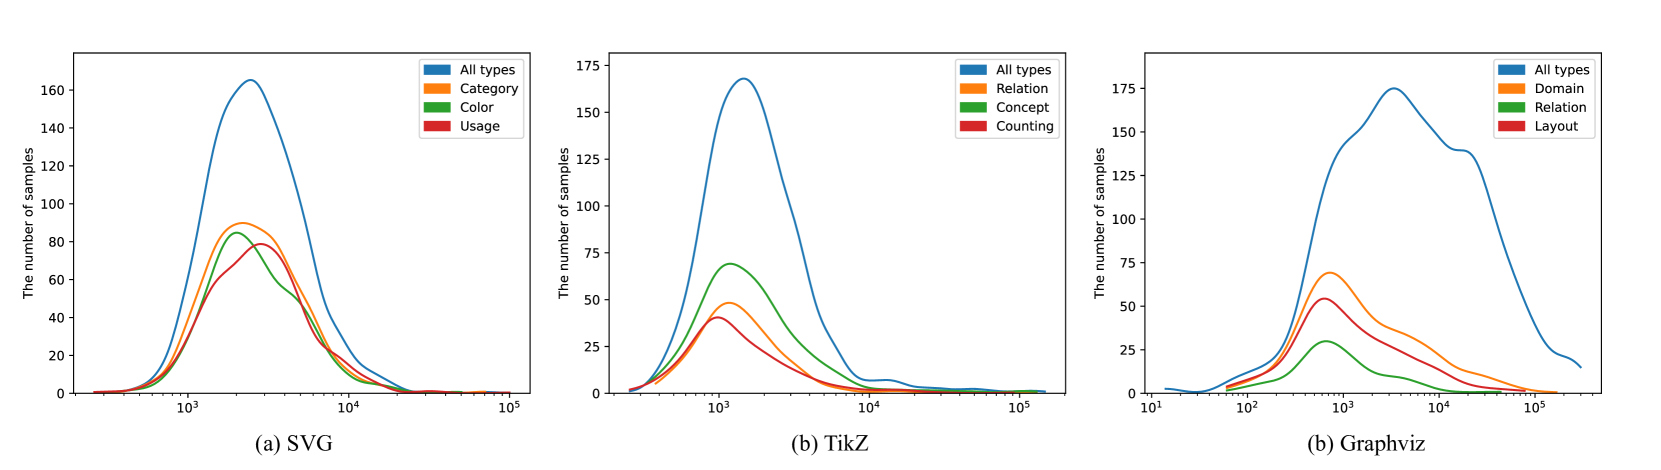 The number of samples
160
140
120
100
80
60
40
20
0
10³
10⁴
10⁵
All types
Category
Color
Usage
(a) SVG
The number of samples
175
150
125
100
75
50
25
0
10³
10⁴
10⁵
All types
Relation
Concept
Counting
(b) TikZ
The number of samples
175
150
125
100
75
50
25
0
10¹
10²
10³
10⁴
10⁵
All types
Domain
Relation
Layout
(b) Graphviz